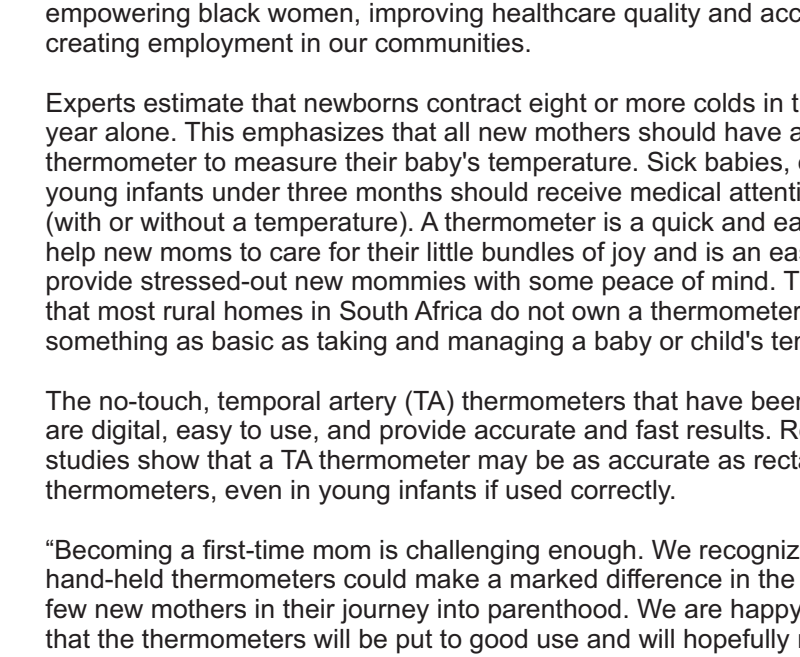 empowering black women, improving healthcare quality and
creating employment in our communities.
Experts estimate that newborns contract eight or more colds in
year alone. This emphasizes that all new mothers should have a
thermometer to measure their baby's temperature. Sick babies,
young infants under three months should receive medical
(with or without a temperature). A thermometer is a quick and
help new moms to care for their little bundles of joy and is an
provide stressed-out new mommies with some peace of mind.
that most rural homes in South Africa do not own a thermometer
something as basic as taking and managing a baby or child's
The no-touch, temporal artery (TA) thermometers that have been
are digital, easy to use, and provide accurate and fast results.
studies show that a TA thermometer may be as accurate as
thermometers, even in young infants if used correctly.
“Becoming a first-time mom is challenging enough. We
hand-held thermometers could make a marked difference in the
few new mothers in their journey into parenthood. We are happy
that the thermometers will be put to good use and will hopefully